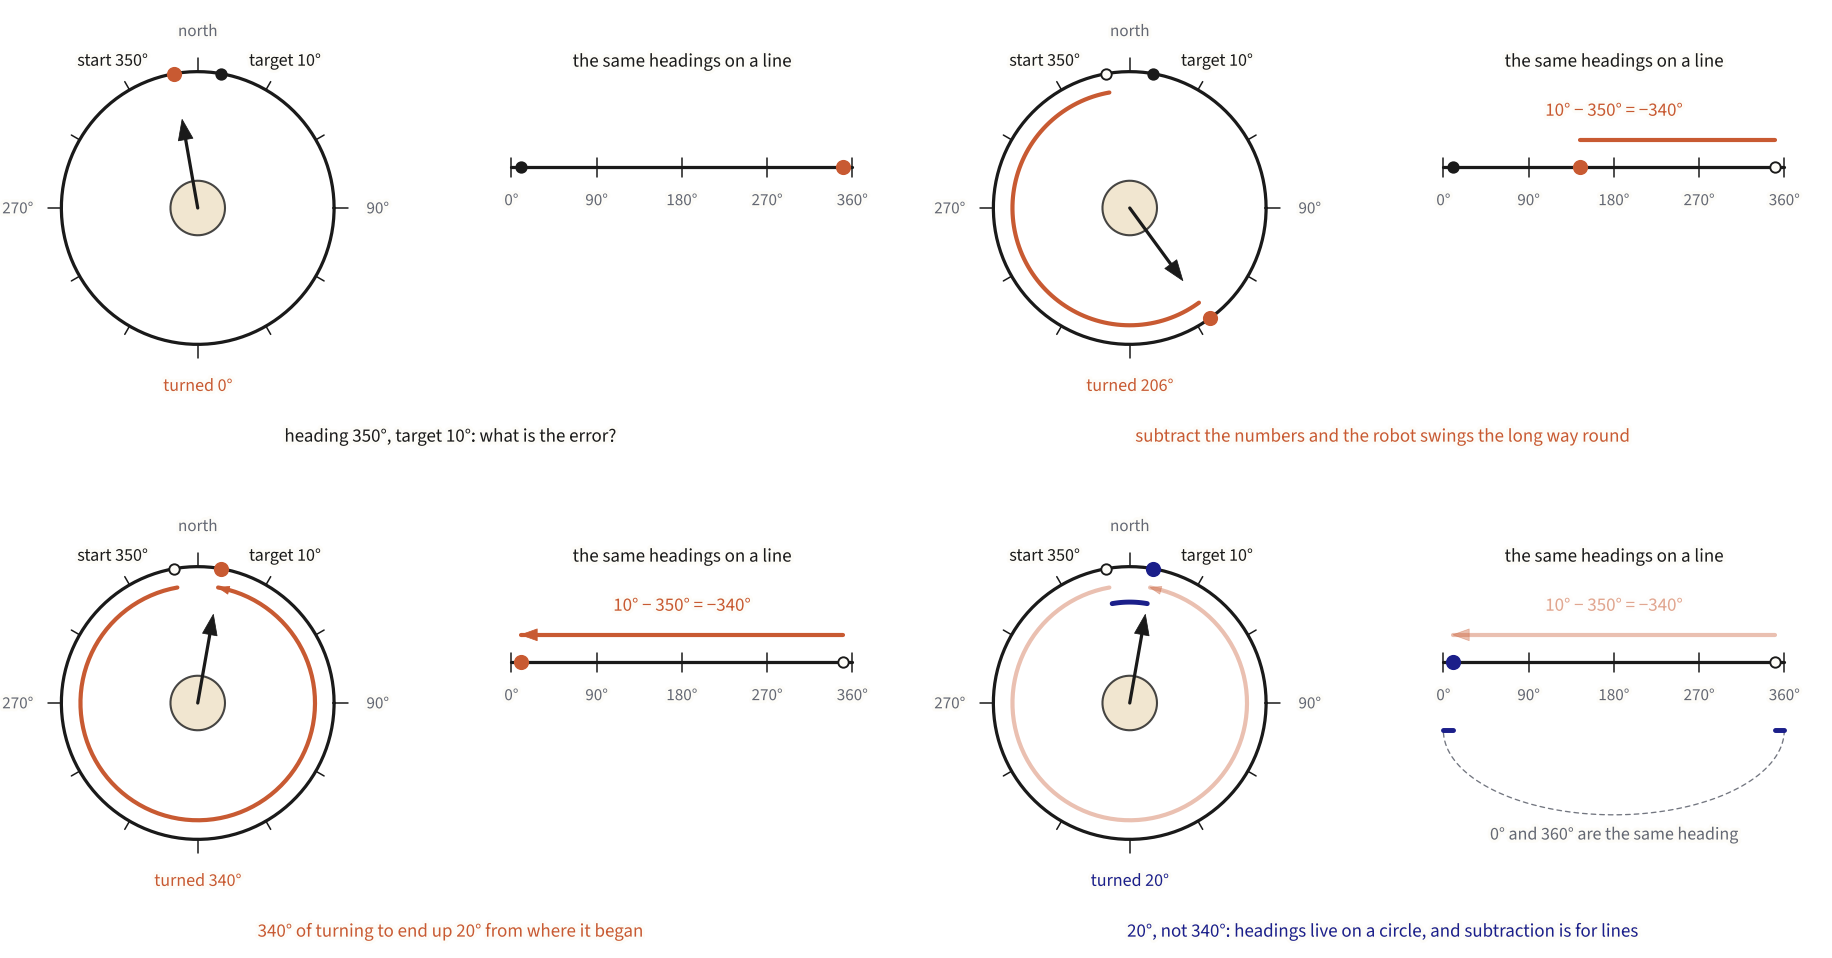 north
start 350° target 10°
270° 90°
turned 0°
the same headings on a line
0° 90° 180° 270° 360°
heading 350°, target 10°: what is the error?
north
start 350° target 10°
270° 90°
turned 206°
the same headings on a line
10° − 350° = −340°
0° 90° 180° 270° 360°
subtract the numbers and the robot swings the long way round
north
start 350° target 10°
270° 90°
turned 340°
the same headings on a line
10° − 350° = −340°
0° 90° 180° 270° 360°
340° of turning to end up 20° from where it began
north
start 350° target 10°
270° 90°
turned 20°
the same headings on a line
10° − 350° = −340°
0° 90° 180° 270° 360°
0° and 360° are the same heading
20°, not 340°: headings live on a circle, and subtraction is for lines